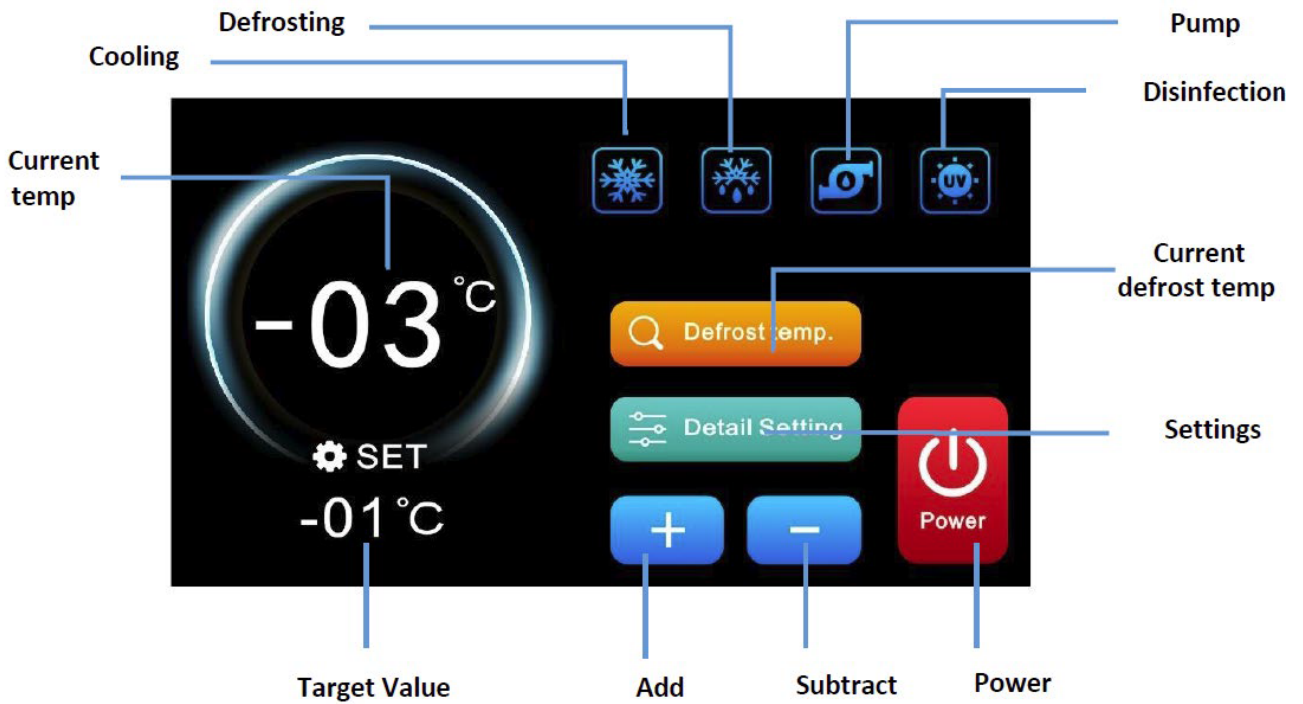 Defrosting
Pump
Cooling
Disinfection
Current
temp
UV
Current
defrost temp
-03 °C
Defrost temp.
Detail Setting
Settings
SET
-01 °C
+
−
Power
Target Value
Add
Subtract
Power